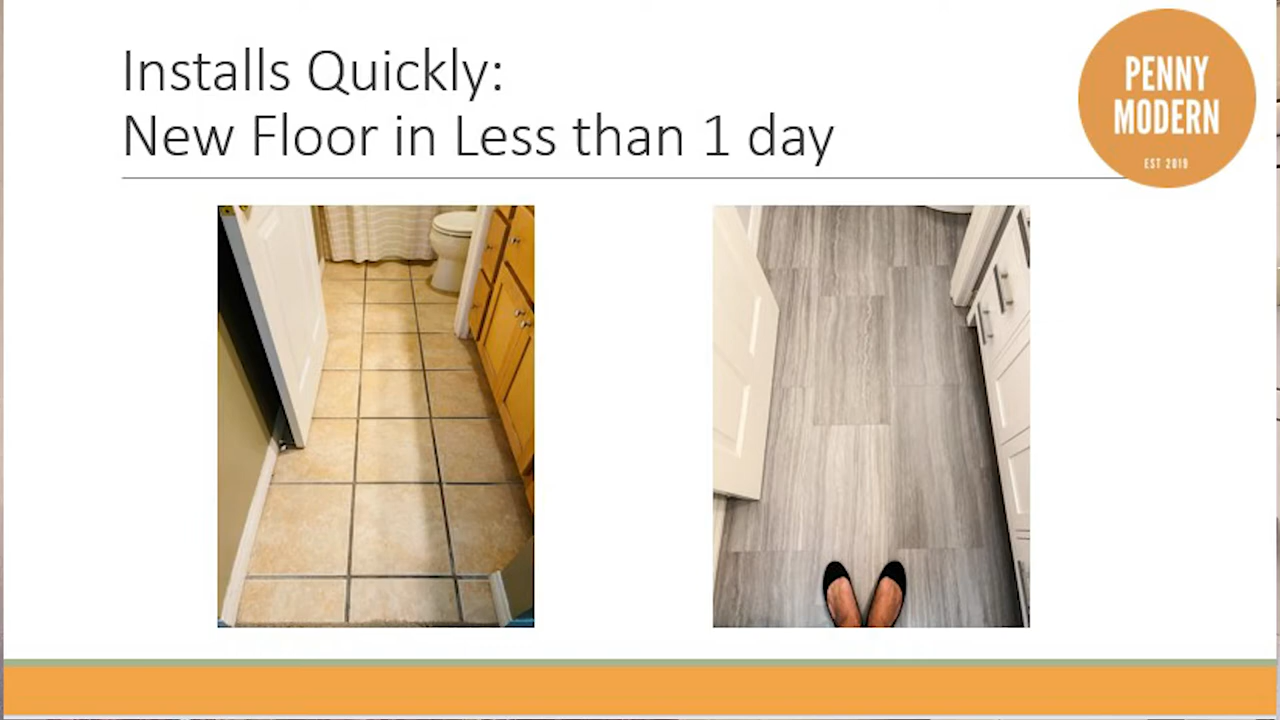 Installs Quickly:
New Floor in Less than 1 day
PENNY
MODERN
EST 2019